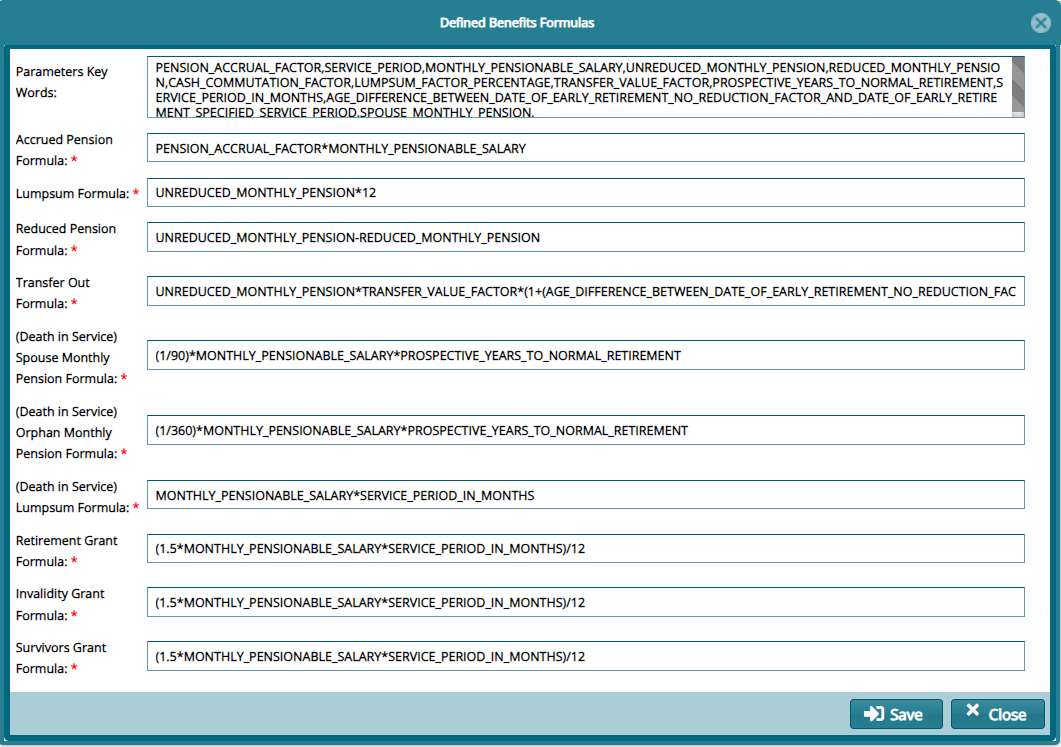 Defined Benefits Formulas
Parameters Key
Words:
PENSION_ACCRUAL_FACTOR,SERVICE_PERIOD,MONTHLY_PENSIONABLE_SALARY,UNREDUCED_MONTHLY_PENSION,REDUCED_MONTHLY_PENSIO
N,CASH_COMMUTATION_FACTOR,LUMPSUM_FACTOR_PERCENTAGE,TRANSFER_VALUE_FACTOR,PROSPECTIVE_YEARS_TO_NORMAL_RETIREMENT,S
ERVICE_PERIOD_IN_MONTHS,AGE_DIFFERENCE_BETWEEN_DATE_OF_EARLY_RETIREMENT_NO_REDUCTION_FACTOR_AND_DATE_OF_EARLY_RETIRE
MENT_SPECIFIED_SERVICE_PERIOD,SPOUSE_MONTHLY_PENSION,
Accrued Pension
Formula: *
PENSION_ACCRUAL_FACTOR*MONTHLY_PENSIONABLE_SALARY
Lumpsum Formula: *
UNREDUCED_MONTHLY_PENSION*12
Reduced Pension
Formula: *
UNREDUCED_MONTHLY_PENSION-REDUCED_MONTHLY_PENSION
Transfer Out
Formula: *
UNREDUCED_MONTHLY_PENSION*TRANSFER_VALUE_FACTOR*(1+(AGE_DIFFERENCE_BETWEEN_DATE_OF_EARLY_RETIREMENT_NO_REDUCTION_FAC
(Death in Service)
Spouse Monthly
Pension Formula: *
(1/90)*MONTHLY_PENSIONABLE_SALARY*PROSPECTIVE_YEARS_TO_NORMAL_RETIREMENT
(Death in Service)
Orphan Monthly
Pension Formula: *
(1/360)*MONTHLY_PENSIONABLE_SALARY*PROSPECTIVE_YEARS_TO_NORMAL_RETIREMENT
(Death in Service)
Lumpsum Formula: *
MONTHLY_PENSIONABLE_SALARY*SERVICE_PERIOD_IN_MONTHS
Retirement Grant
Formula: *
(1.5*MONTHLY_PENSIONABLE_SALARY*SERVICE_PERIOD_IN_MONTHS)/12
Invalidity Grant
Formula: *
(1.5*MONTHLY_PENSIONABLE_SALARY*SERVICE_PERIOD_IN_MONTHS)/12
Survivors Grant
Formula: *
(1.5*MONTHLY_PENSIONABLE_SALARY*SERVICE_PERIOD_IN_MONTHS)/12
Save
Close